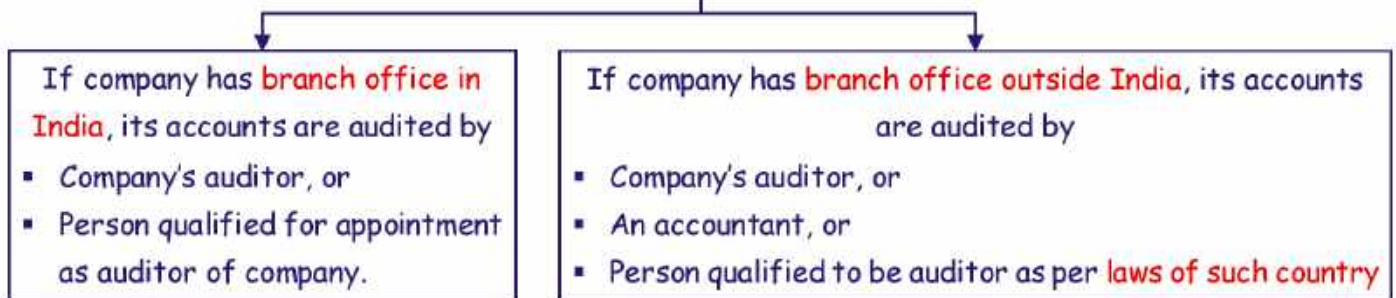 If company has branch office in
India, its accounts are audited by
▪ Company's auditor, or
▪ Person qualified for appointment
as auditor of company.
If company has branch office outside India, its accounts
are audited by
▪ Company's auditor, or
▪ An accountant, or
▪ Person qualified to be auditor as per laws of such country